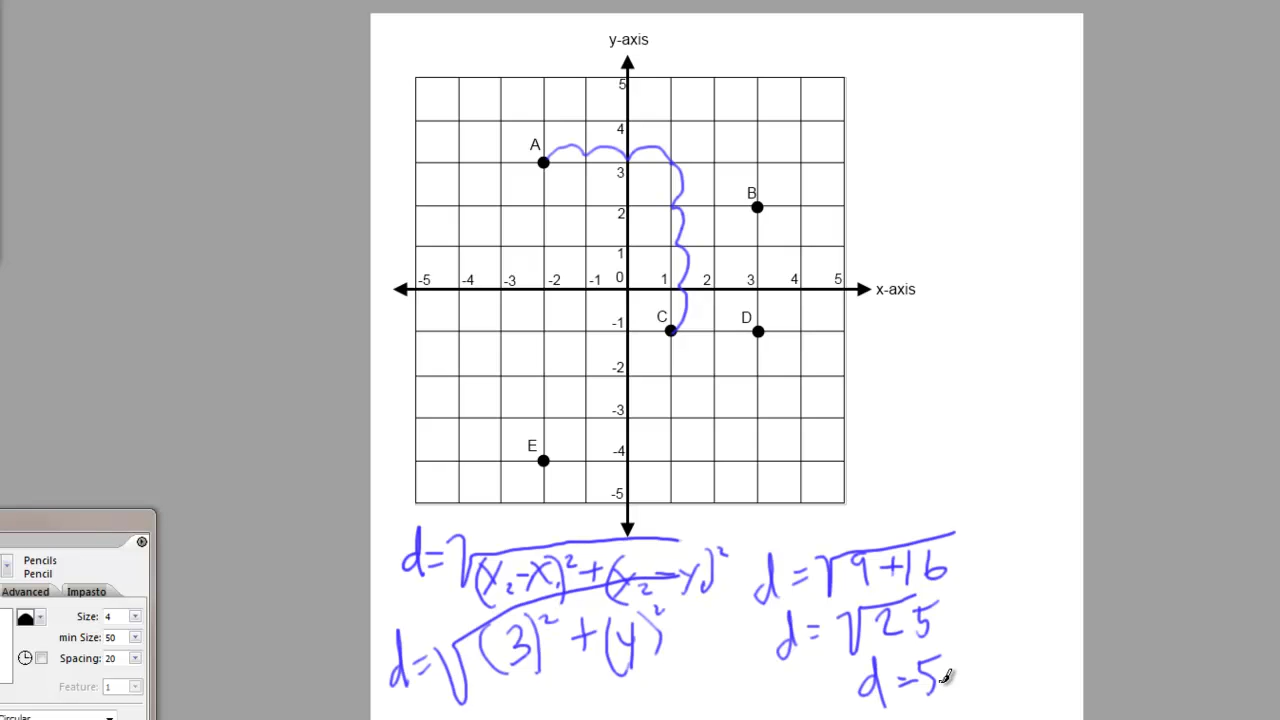 y-axis
5
4
A
3
B
2
1
-5 -4 -3 -2 -1 0 1 2 3 4 5
x-axis
C D
-1
-2
-3
E
-4
-5
d=√(x₂-x₁)²+(y₂-y₁)²
d=√(3)²+(4)²
d=√9+16
d=√25
d=5
Pencils
Pencil
Advanced Impasto
Size: 4
min Size: 50
Spacing: 20
Feature: 1